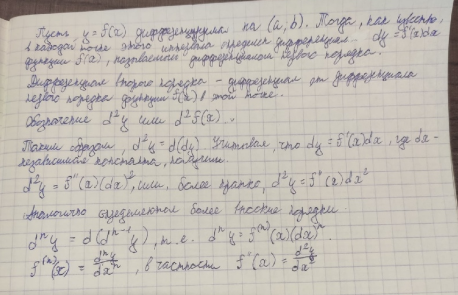 Пусть, y = f(x) дифференцируема на (a, b). Тогда, как известно,
в каждой точке этого интервала определён дифференциал dy = f'(x)dx
функции f(x), называемый дифференциалом первого порядка.
Дифференциал второго порядка - дифференциал от дифференциала
первого порядка функции f(x) в этой точке.
Обозначение d²y или d²f(x).
Таким образом, d²y = d(dy) Учитывая, что dy = f'(x)dx, где dx -
независимая константа, получим:
d²y = f''(x)(dx)², или, более кратко, d²y = f''(x)dx²
Аналогично определяются более высокие порядки.
dⁿy = d(dⁿ⁻¹y), т.е. dⁿy = f⁽ⁿ⁾(x)(dx)ⁿ.
f⁽ⁿ⁾(x) = dⁿy/dxⁿ, в частности f''(x) = d²y/dx²